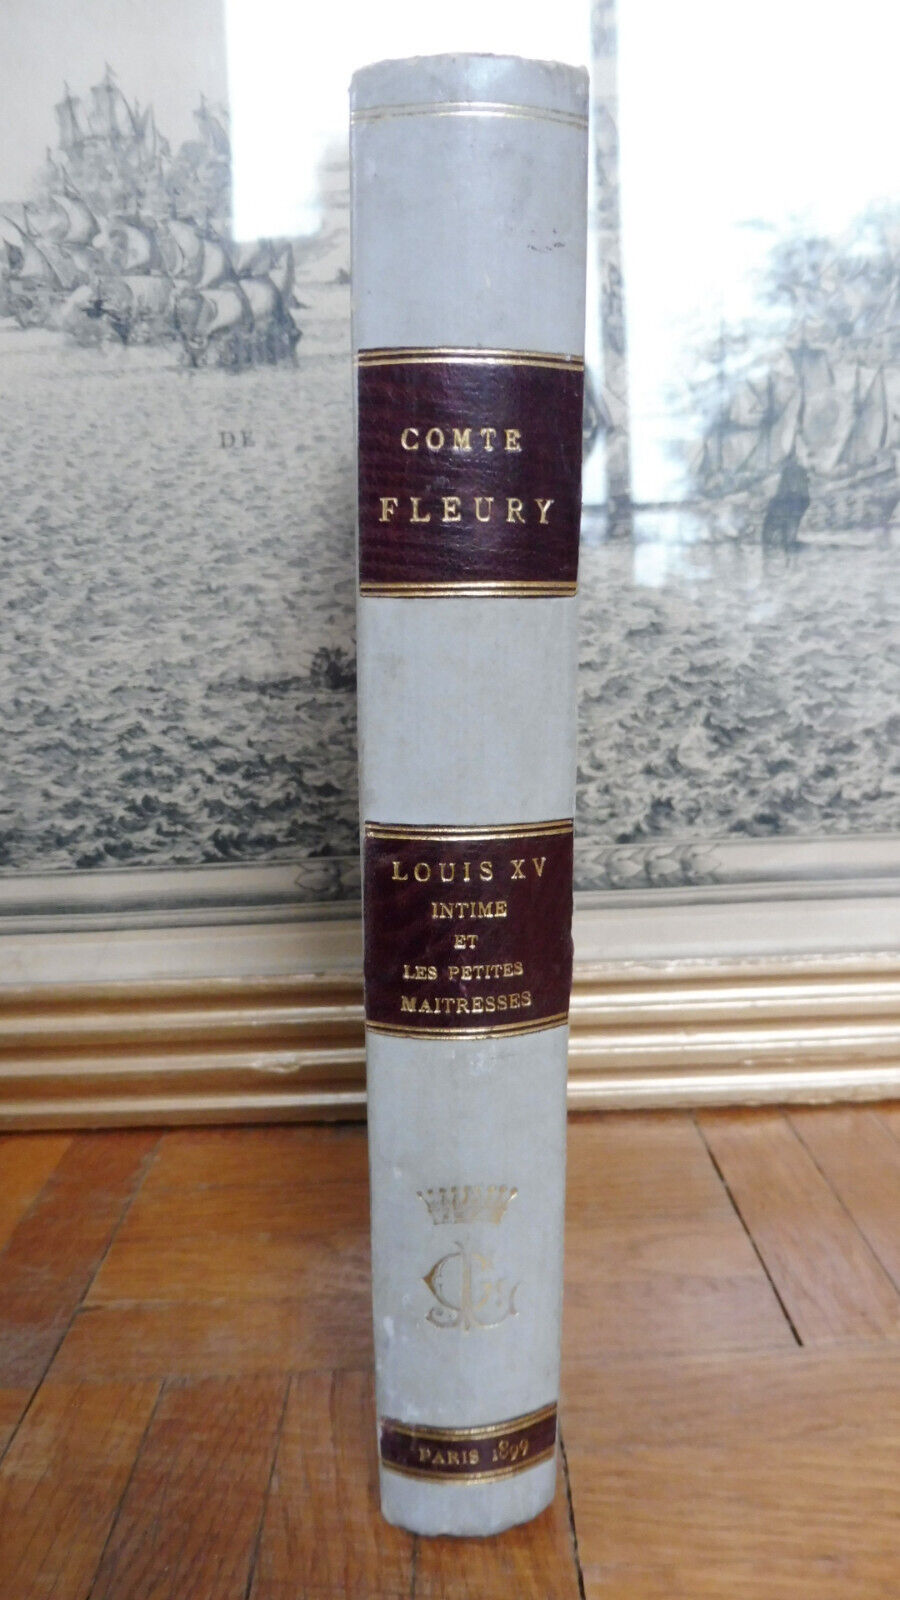 COMTE
FLEURY
LOUIS XV
INTIME
ET
LES PETITES
MAITRESSES
PARIS 1899
DE